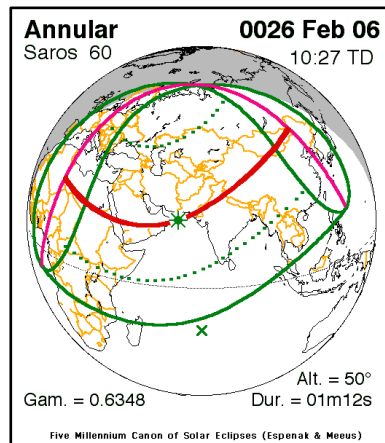 Annular 0026 Feb 06
Saros 60 10:27 TD
Alt. = 50°
Gam. = 0.6348 Dur. = 01m12s
Five Millennium Canon of Solar Eclipses (Espenak & Meeus)